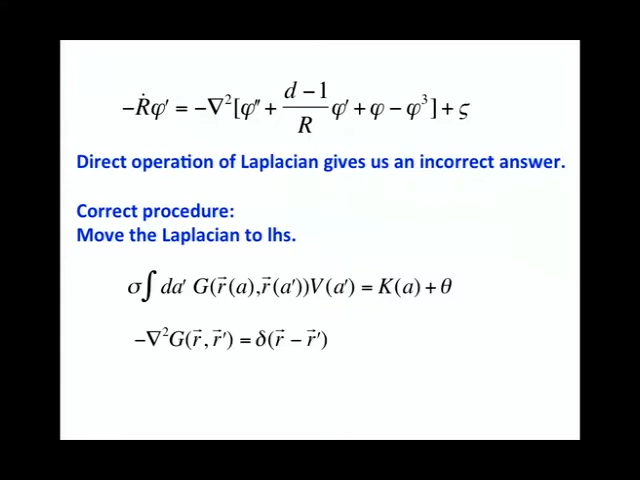 −Ṙφ′ = −∇²[φ″ + (d − 1)/R φ′ + φ − φ³] + ς
Direct operation of Laplacian gives us an incorrect answer.
Correct procedure:
Move the Laplacian to lhs.
σ∫ da′ G(r⃗(a),r⃗(a′))V(a′) = K(a) + θ
−∇²G(r⃗, r⃗′) = δ(r⃗ − r⃗′)